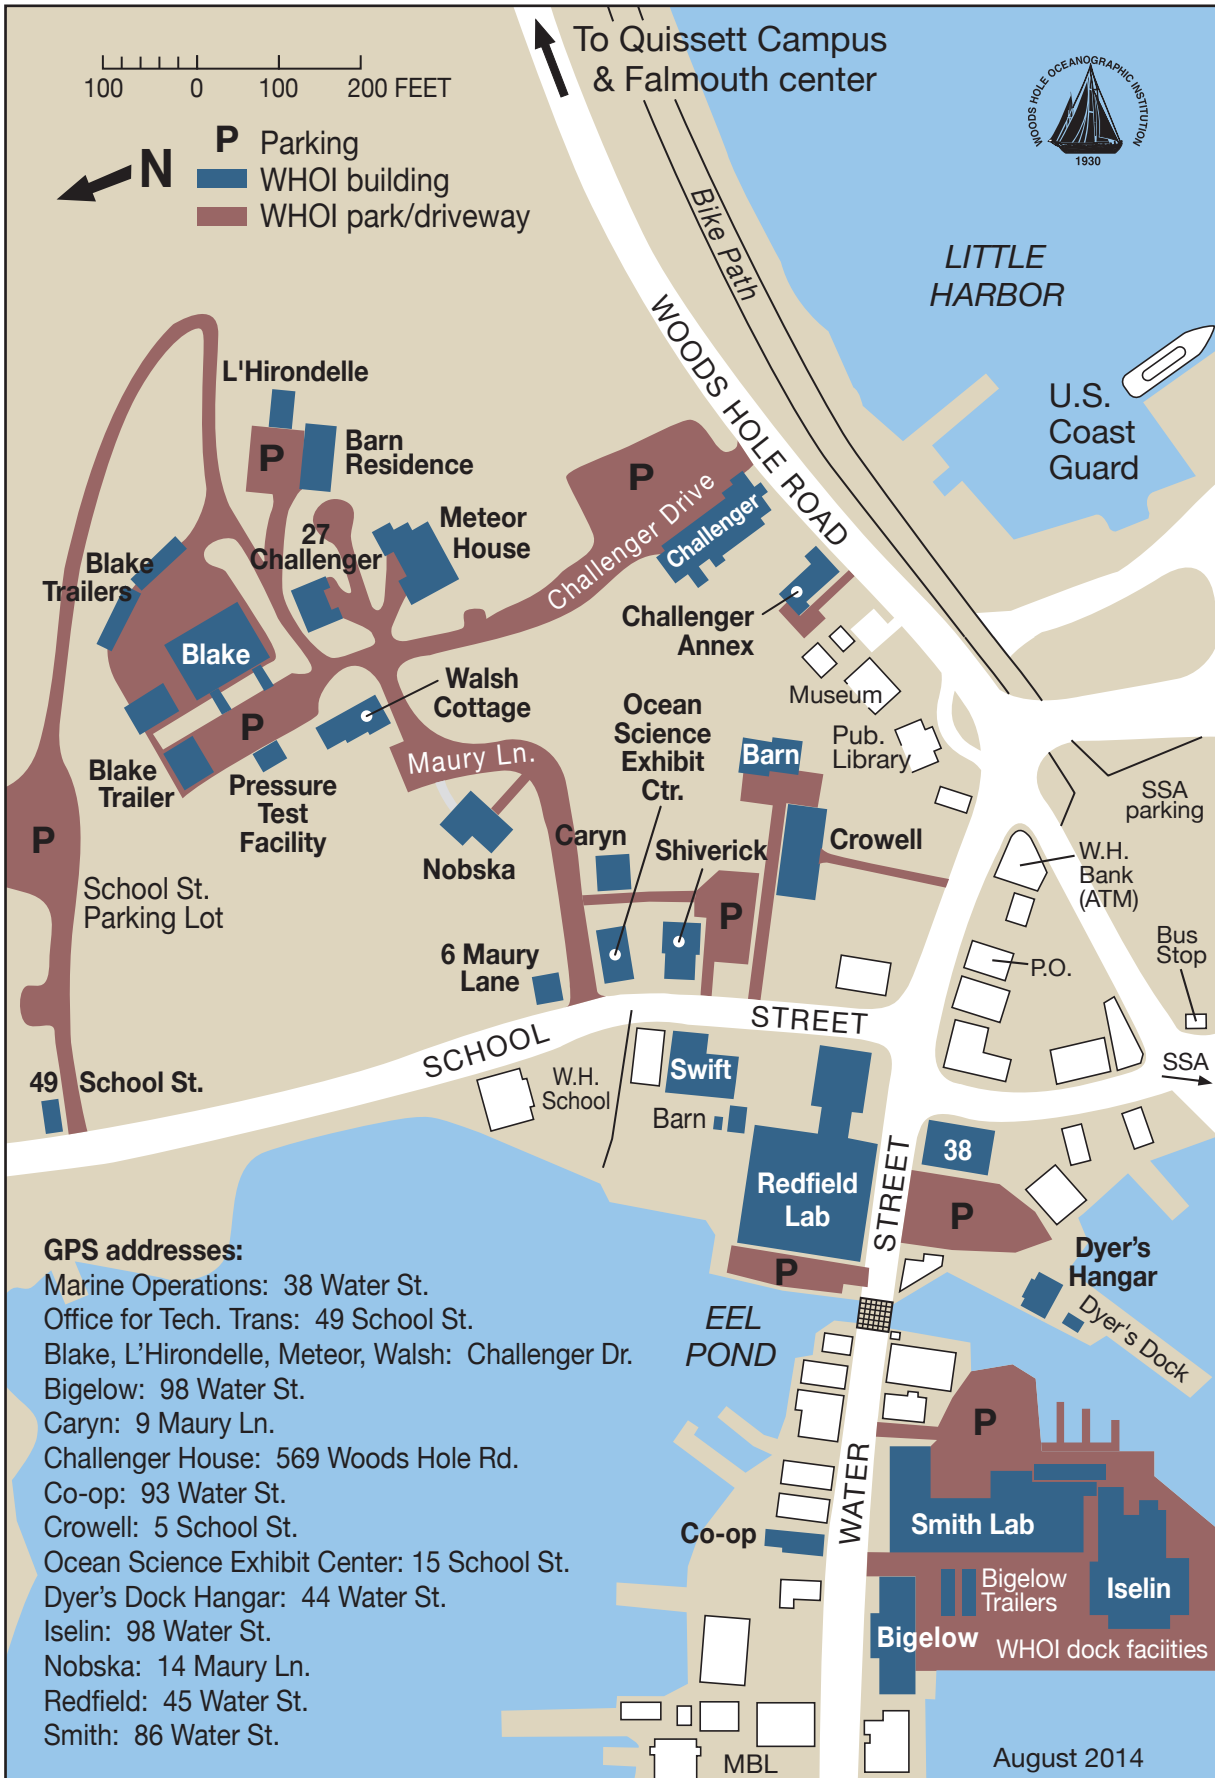 To Quissett Campus
& Falmouth center
100 0 100 200 FEET
P Parking
N
WHOI building
WHOI park/driveway
WOODS HOLE OCEANOGRAPHIC INSTITUTION
1930
Bike Path
LITTLE
HARBOR
WOODS HOLE ROAD
U.S.
Coast
Guard
L'Hirondelle
P
Barn
Residence
P
Challenger Drive
Challenger
27
Challenger
Meteor
House
Blake
Trailers
Challenger
Annex
Blake
Walsh
Cottage
Museum
Ocean
Science
Exhibit
Ctr.
Pub.
Library
Barn
P
Maury Ln.
Blake
Trailer
Pressure
Test
Facility
SSA
parking
P
Caryn
Shiverick
Crowell
Nobska
W.H.
Bank
(ATM)
School St.
Parking Lot
P
6 Maury
Lane
P.O.
Bus
Stop
SCHOOL
STREET
49 School St.
W.H.
School
Swift
SSA
Barn
38
Redfield
Lab
STREET
P
P
Dyer's
Hangar
Dyer's Dock
EEL
POND
GPS addresses:
Marine Operations: 38 Water St.
Office for Tech. Trans: 49 School St.
Blake, L'Hirondelle, Meteor, Walsh: Challenger Dr.
Bigelow: 98 Water St.
Caryn: 9 Maury Ln.
Challenger House: 569 Woods Hole Rd.
Co-op: 93 Water St.
Crowell: 5 School St.
Ocean Science Exhibit Center: 15 School St.
Dyer's Dock Hangar: 44 Water St.
Iselin: 98 Water St.
Nobska: 14 Maury Ln.
Redfield: 45 Water St.
Smith: 86 Water St.
P
WATER
Co-op
Smith Lab
Bigelow
Trailers
Iselin
Bigelow
WHOI dock faciities
MBL
August 2014